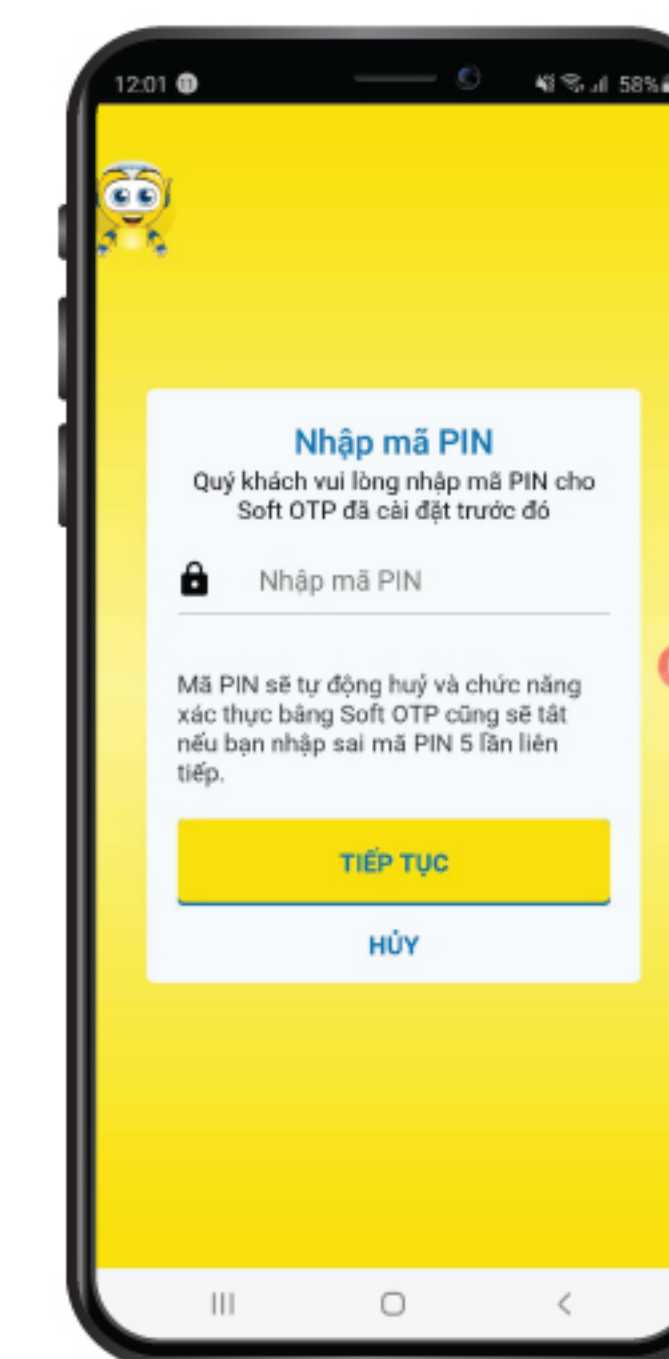 12:01
58%
Nhập mã PIN
Quý khách vui lòng nhập mã PIN cho
Soft OTP đã cài đặt trước đó
Nhập mã PIN
Mã PIN sẽ tự động huỷ và chức năng
xác thực bằng Soft OTP cũng sẽ tắt
nếu bạn nhập sai mã PIN 5 lần liên
tiếp.
TIẾP TỤC
HỦY